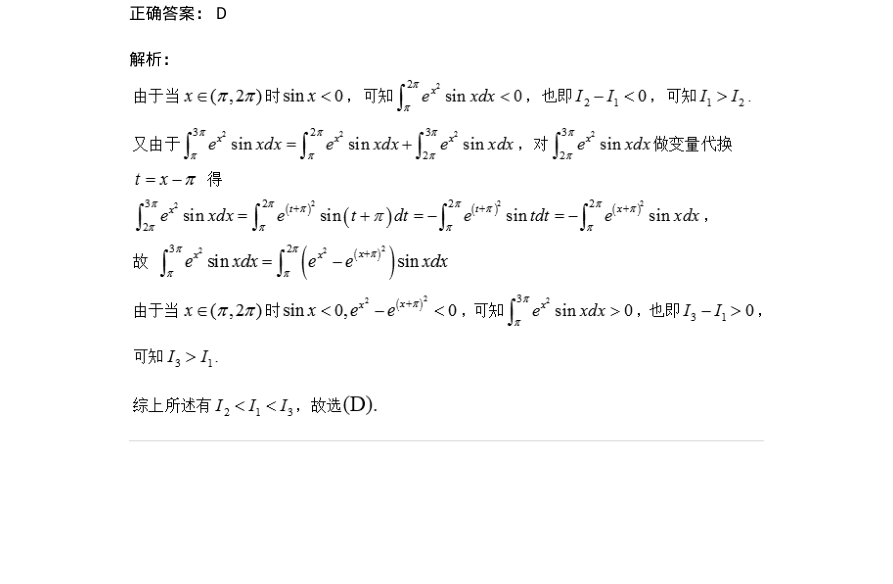 正确答案： D
解析：
由于当 x∈(π,2π) 时 sin x < 0， 可知 ∫_π^{2π} e^{x²} sin xdx < 0，也即 I₂ − I₁ < 0，可知 I₁ > I₂.
又由于 ∫_π^{3π} e^{x²} sin xdx = ∫_π^{2π} e^{x²} sin xdx + ∫_{2π}^{3π} e^{x²} sin xdx，对 ∫_{2π}^{3π} e^{x²} sin xdx 做变量代换
t = x − π 得
∫_{2π}^{3π} e^{x²} sin xdx = ∫_π^{2π} e^{(t+π)²} sin(t + π)dt = −∫_π^{2π} e^{(t+π)²} sin tdt = −∫_π^{2π} e^{(x+π)²} sin xdx，
故 ∫_π^{3π} e^{x²} sin xdx = ∫_π^{2π} (e^{x²} − e^{(x+π)²}) sin xdx
由于当 x∈(π,2π) 时 sin x < 0, e^{x²} − e^{(x+π)²} < 0，可知 ∫_π^{3π} e^{x²} sin xdx > 0，也即 I₃ − I₁ > 0，
可知 I₃ > I₁.
综上所述有 I₂ < I₁ < I₃，故选(D).